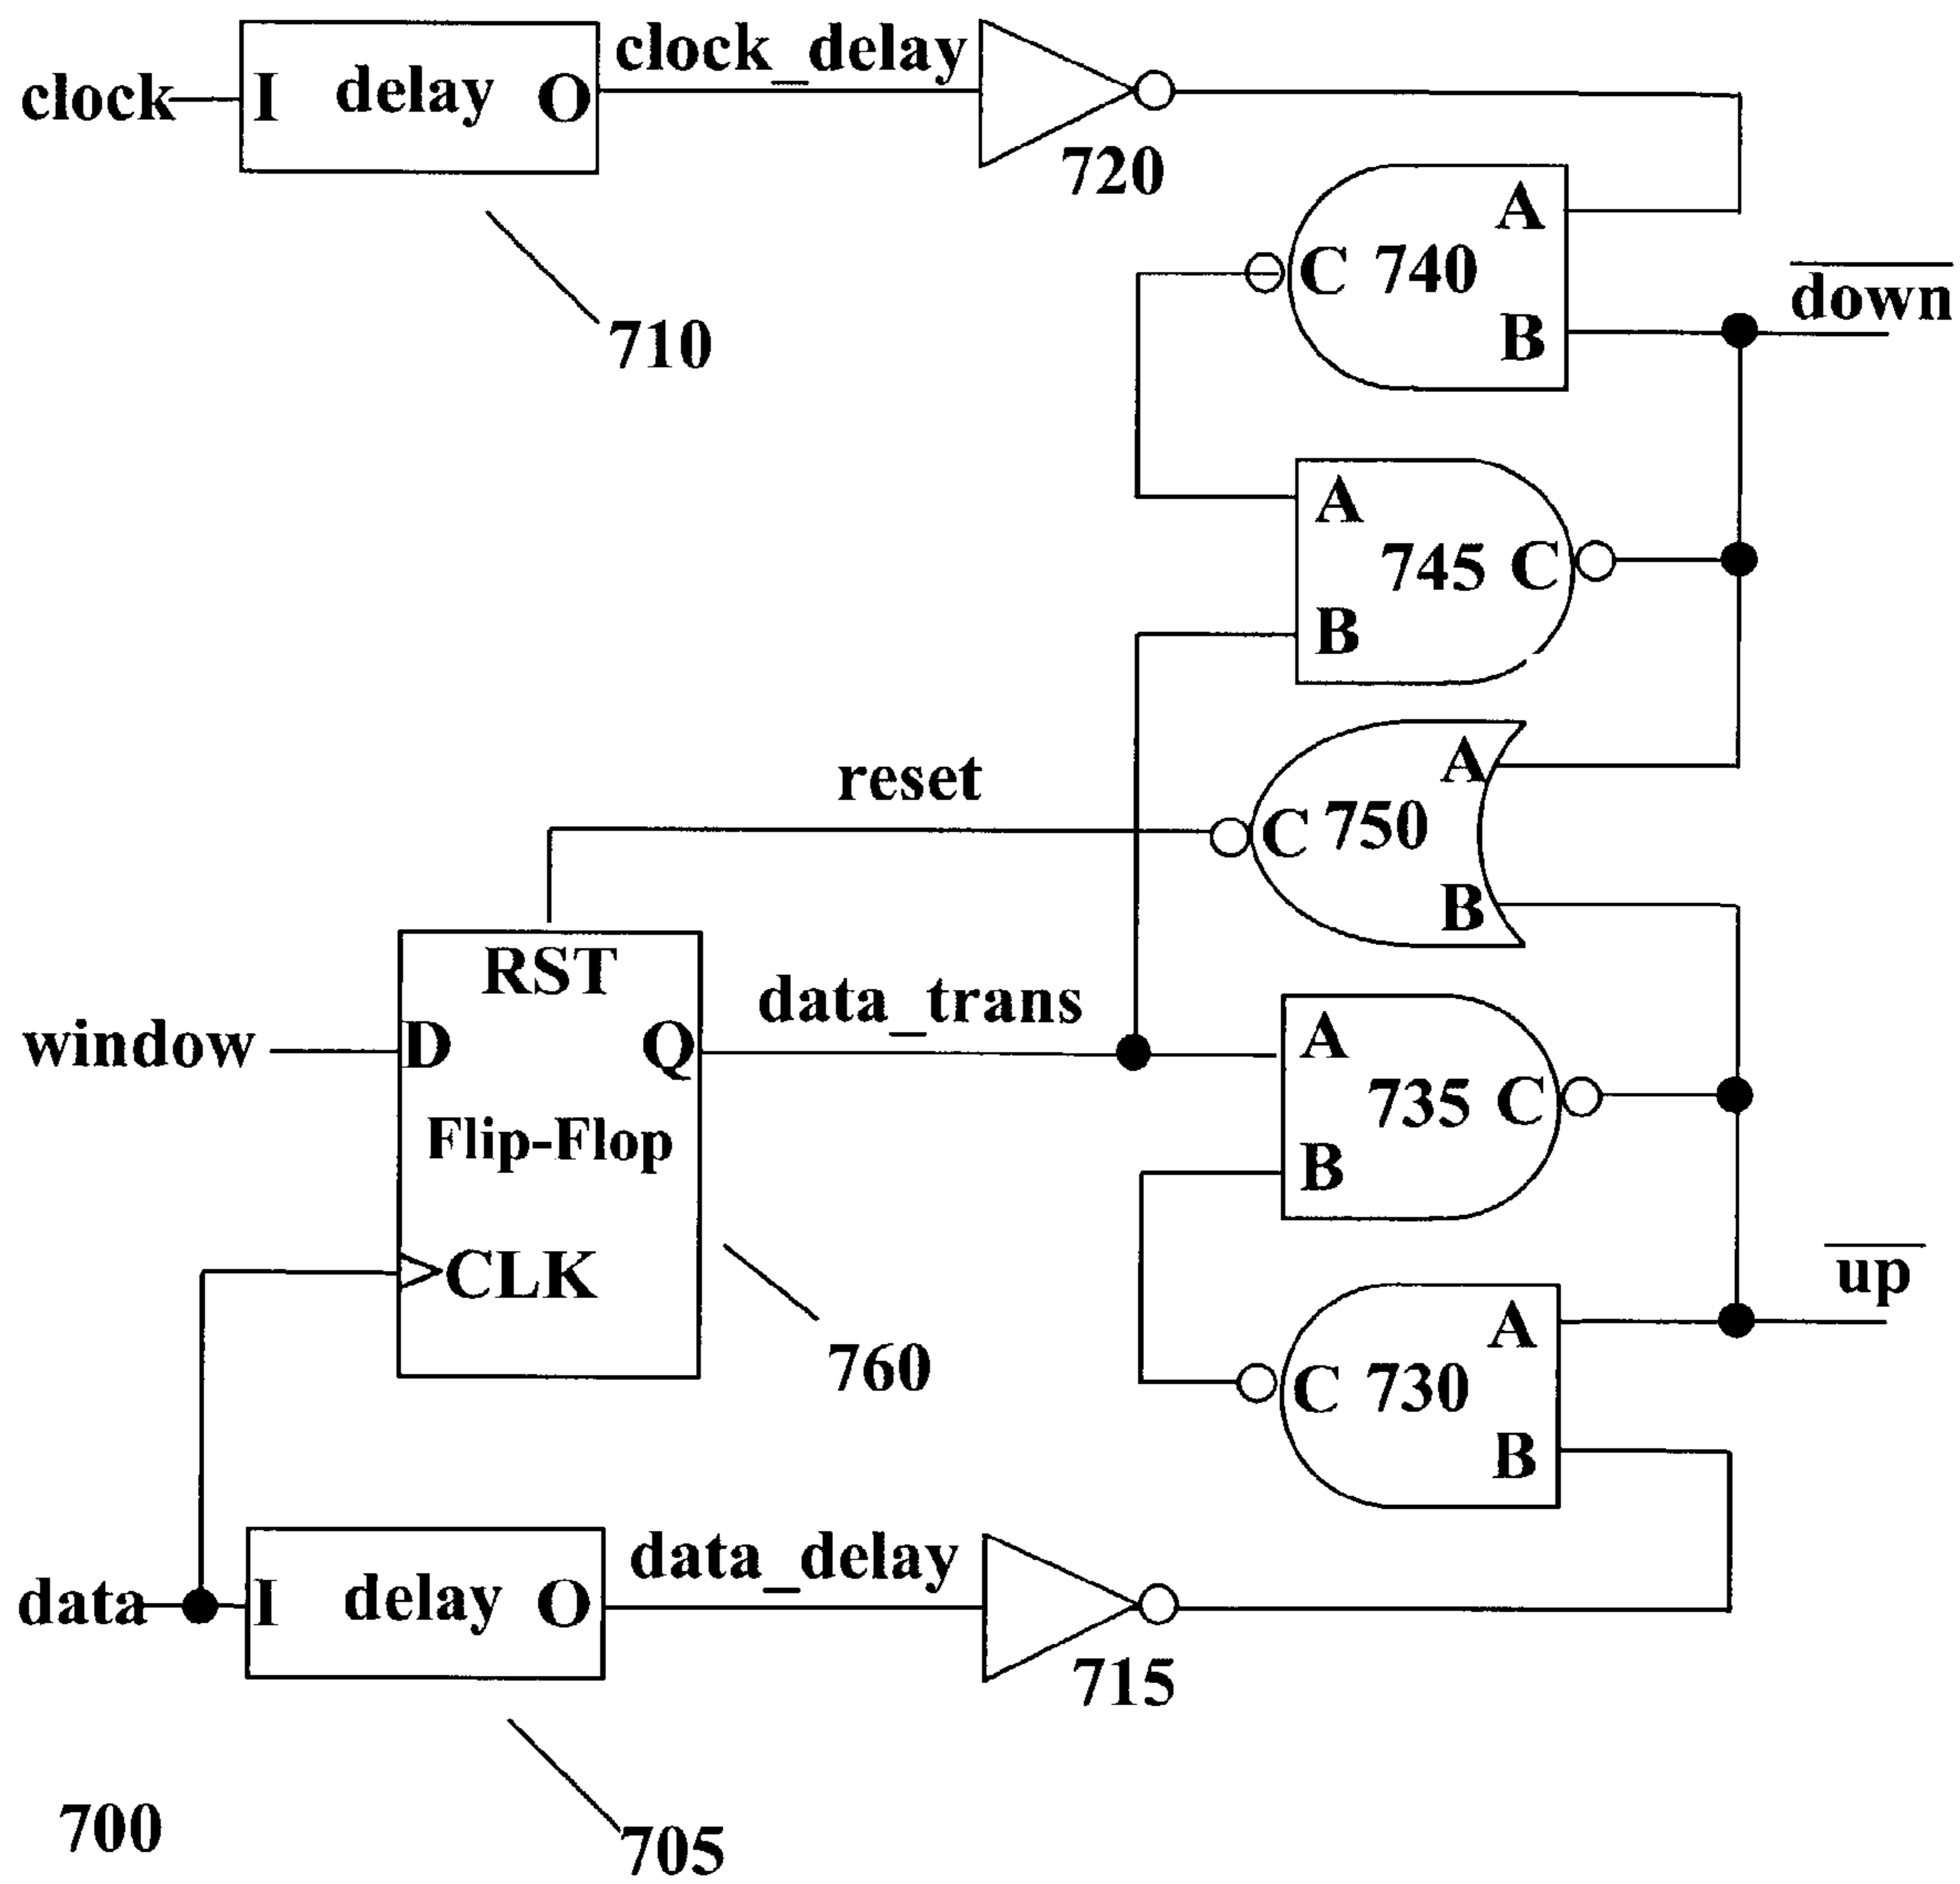 clock
I delay O
clock_delay
720
710
A
C 740
B
down
A
745 C
B
reset
A
C 750
B
RST
D Q
Flip-Flop
CLK
window
data_trans
760
A
735 C
B
up
A
C 730
B
data
I delay O
data_delay
715
705
700